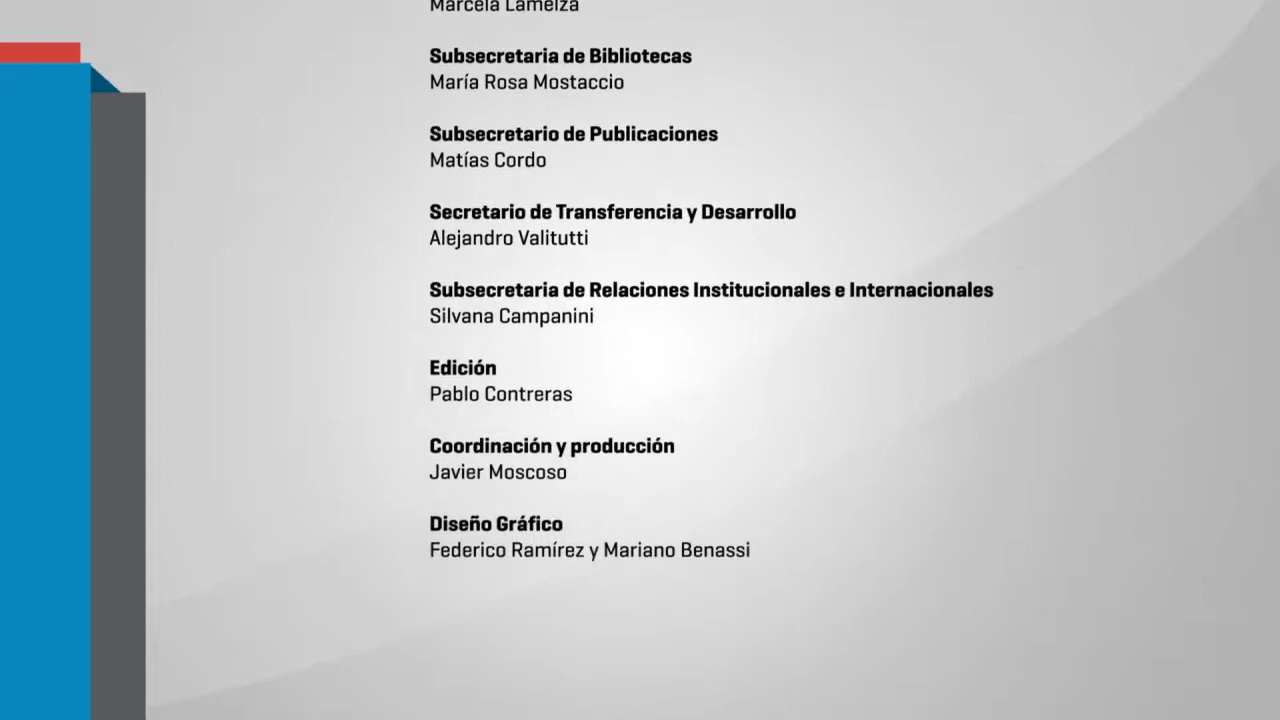 Marcela Lamelza
Subsecretaria de Bibliotecas
María Rosa Mostaccio
Subsecretario de Publicaciones
Matías Cordo
Secretario de Transferencia y Desarrollo
Alejandro Valitutti
Subsecretaria de Relaciones Institucionales e Internacionales
Silvana Campanini
Edición
Pablo Contreras
Coordinación y producción
Javier Moscoso
Diseño Gráfico
Federico Ramírez y Mariano Benassi